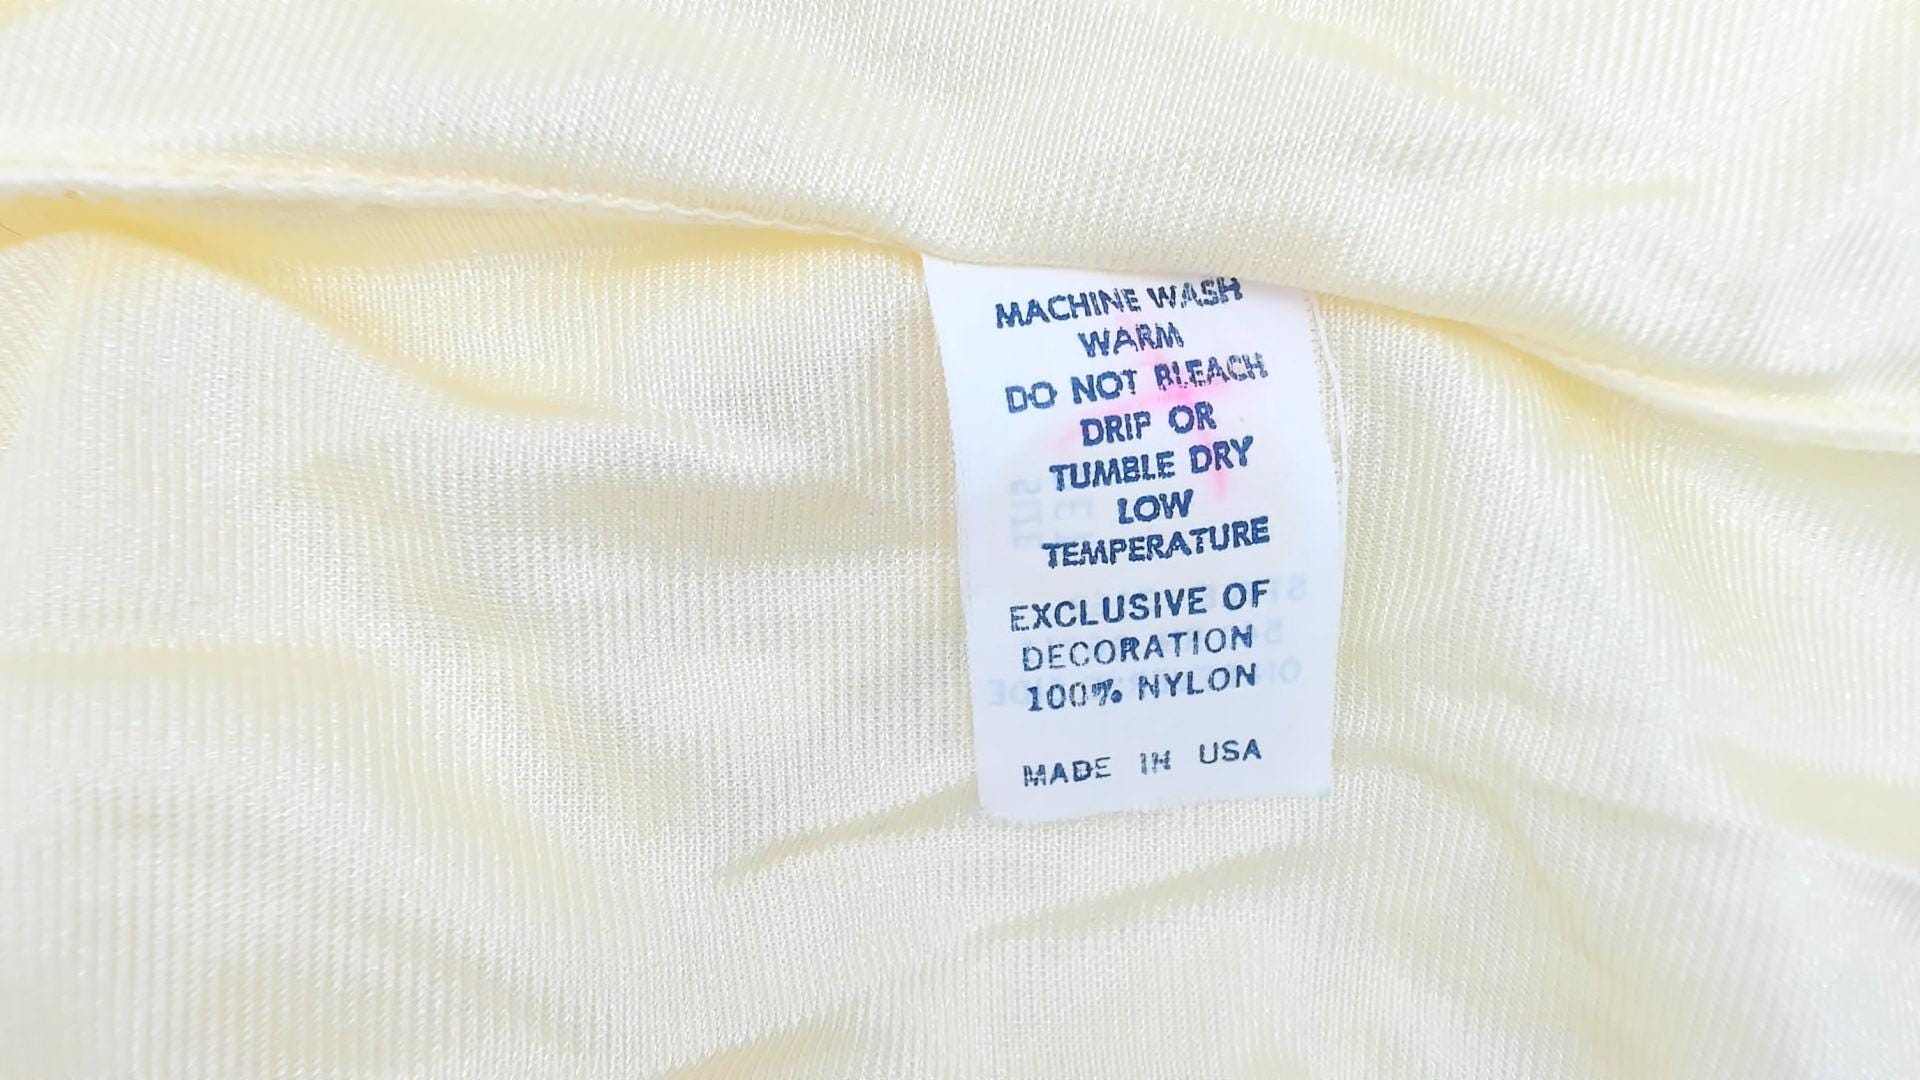 MACHINE WASH
WARM
DO NOT BLEACH
DRIP OR
TUMBLE DRY
LOW
TEMPERATURE
EXCLUSIVE OF
DECORATION
100% NYLON
MADE IN USA